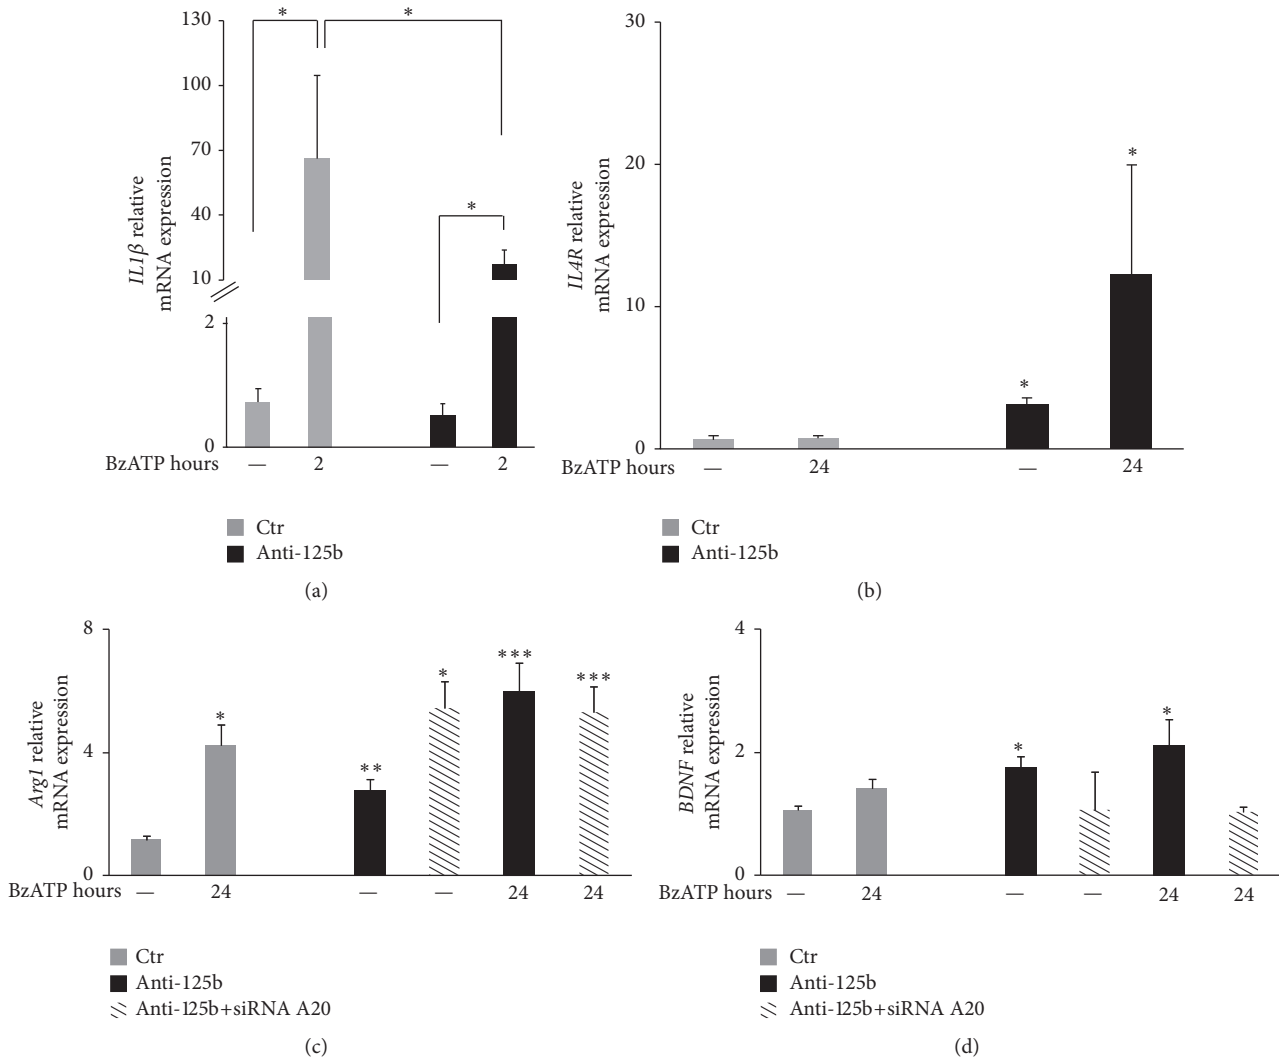 130
100
70
40
10
2
0
IL1β relative
mRNA expression
*
*
*
BzATP hours — 2 — 2
Ctr
Anti-125b
(a)
30
20
10
0
IL4R relative
mRNA expression
*
*
BzATP hours — 24 — 24
Ctr
Anti-125b
(b)
8
4
0
Arg1 relative
mRNA expression
*
**
*
***
***
BzATP hours — 24 — — 24 24
Ctr
Anti-125b
Anti-125b+siRNA A20
(c)
4
2
0
BDNF relative
mRNA expression
*
*
BzATP hours — 24 — — 24 24
Ctr
Anti-125b
Anti-125b+siRNA A20
(d)